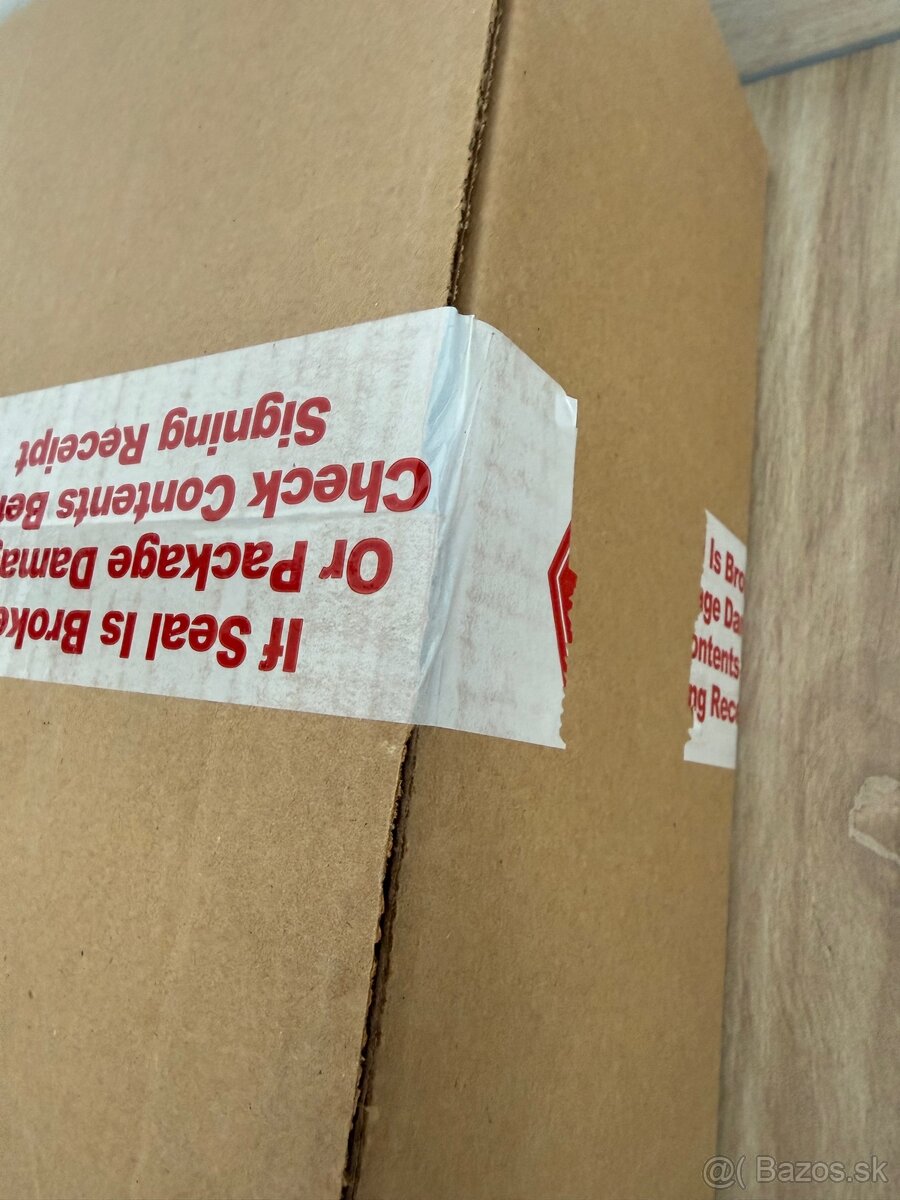 If Seal Is Broke
Or Package Dama
Check Contents Be
Signing Receipt
Is Bro
age Da
ontents
ng Rec
@( Bazos.sk